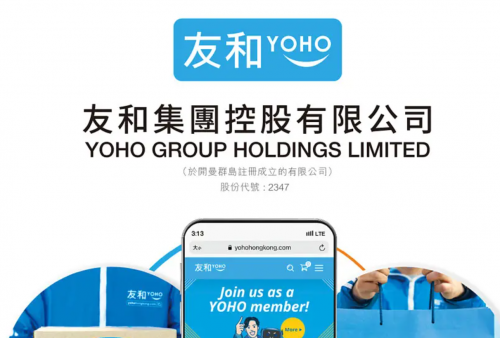 友和 YOHO
友和集團控股有限公司
YOHO GROUP HOLDINGS LIMITED
（於開曼群島註冊成立的有限公司）
股份代號 : 2347
3:13
LTE
大小
yohohongkong.com
友和 YOHO
Join us as a
YOHO member!
More
友和 YOHO